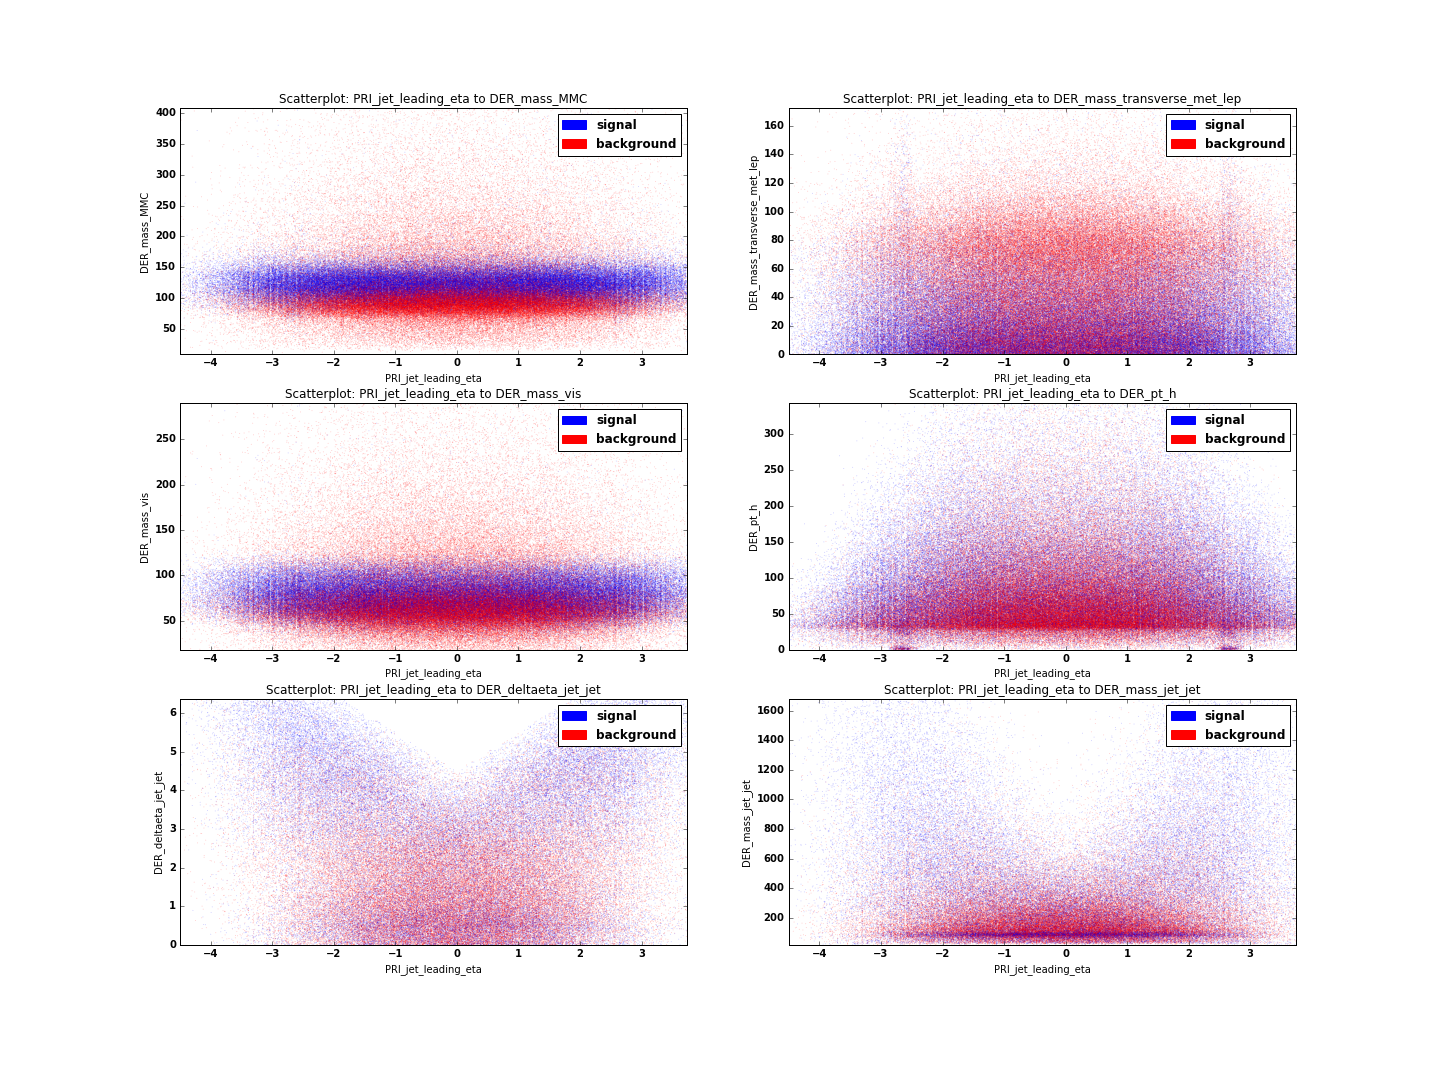 Scatterplot: PRI_jet_leading_eta to DER_mass_MMC
400
350
300
250
200
150
100
50
DER_mass_MMC
signal
background
−4 −3 −2 −1 0 1 2 3
PRI_jet_leading_eta
Scatterplot: PRI_jet_leading_eta to DER_mass_transverse_met_lep
160
140
120
100
80
60
40
20
0
DER_mass_transverse_met_lep
signal
background
−4 −3 −2 −1 0 1 2 3
PRI_jet_leading_eta
Scatterplot: PRI_jet_leading_eta to DER_mass_vis
250
200
150
100
50
DER_mass_vis
signal
background
−4 −3 −2 −1 0 1 2 3
PRI_jet_leading_eta
Scatterplot: PRI_jet_leading_eta to DER_pt_h
300
250
200
150
100
50
0
DER_pt_h
signal
background
−4 −3 −2 −1 0 1 2 3
PRI_jet_leading_eta
Scatterplot: PRI_jet_leading_eta to DER_deltaeta_jet_jet
6
5
4
3
2
1
0
DER_deltaeta_jet_jet
signal
background
−4 −3 −2 −1 0 1 2 3
PRI_jet_leading_eta
Scatterplot: PRI_jet_leading_eta to DER_mass_jet_jet
1600
1400
1200
1000
800
600
400
200
DER_mass_jet_jet
signal
background
−4 −3 −2 −1 0 1 2 3
PRI_jet_leading_eta